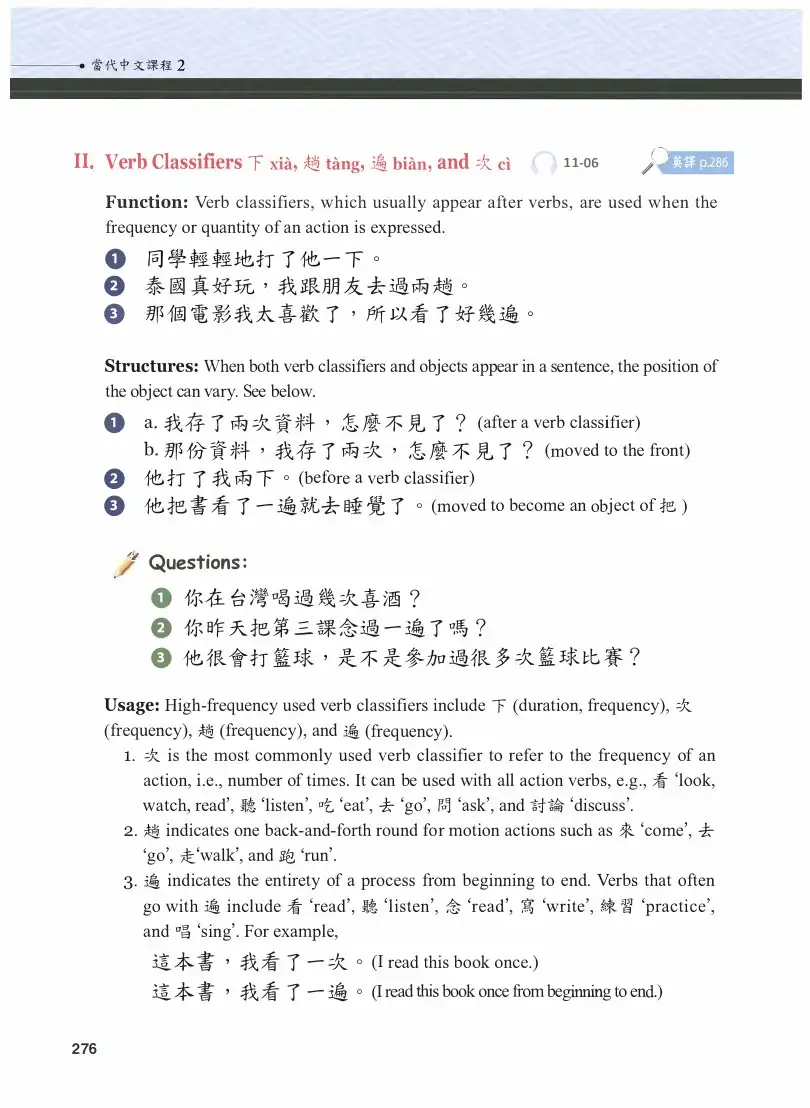 當代中文課程 2
II. Verb Classifiers 下 xià, 趟 tàng, 遍 biàn, and 次 cì 11-06 英譯 p.286
Function: Verb classifiers, which usually appear after verbs, are used when the
frequency or quantity of an action is expressed.
1 同學輕輕地打了他一下。
2 泰國真好玩，我跟朋友去過兩趟。
3 那個電影我太喜歡了，所以看了好幾遍。
Structures: When both verb classifiers and objects appear in a sentence, the position of
the object can vary. See below.
1 a. 我存了兩次資料，怎麼不見了？ (after a verb classifier)
b. 那份資料，我存了兩次，怎麼不見了？ (moved to the front)
2 他打了我兩下。(before a verb classifier)
3 他把書看了一遍就去睡覺了。(moved to become an object of 把 )
Questions:
1 你在台灣喝過幾次喜酒？
2 你昨天把第三課念過一遍了嗎？
3 他很會打籃球，是不是參加過很多次籃球比賽？
Usage: High-frequency used verb classifiers include 下 (duration, frequency), 次
(frequency), 趟 (frequency), and 遍 (frequency).
1. 次 is the most commonly used verb classifier to refer to the frequency of an
action, i.e., number of times. It can be used with all action verbs, e.g., 看 ‘look,
watch, read’, 聽 ‘listen’, 吃 ‘eat’, 去 ‘go’, 問 ‘ask’, and 討論 ‘discuss’.
2. 趟 indicates one back-and-forth round for motion actions such as 來 ‘come’, 去
‘go’, 走‘walk’, and 跑 ‘run’.
3. 遍 indicates the entirety of a process from beginning to end. Verbs that often
go with 遍 include 看 ‘read’, 聽 ‘listen’, 念 ‘read’, 寫 ‘write’, 練習 ‘practice’,
and 唱 ‘sing’. For example,
這本書，我看了一次。(I read this book once.)
這本書，我看了一遍。(I read this book once from beginning to end.)
276